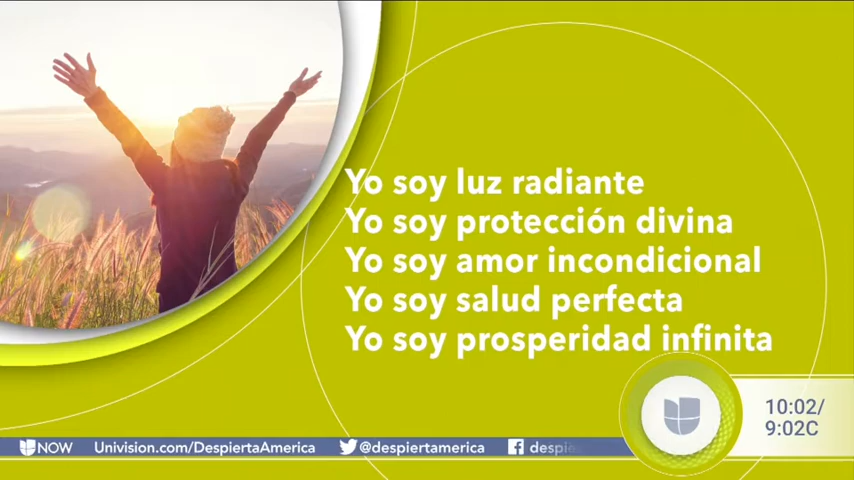 Yo soy luz radiante
Yo soy protección divina
Yo soy amor incondicional
Yo soy salud perfecta
Yo soy prosperidad infinita
10:02/
9:02C
NOW Univision.com/DespiertaAmerica @despiertamerica despi